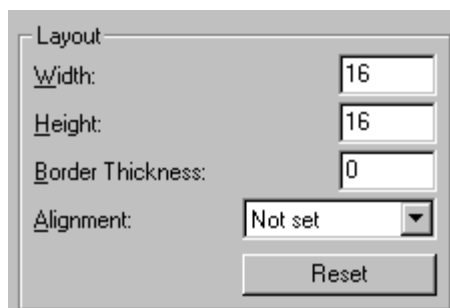 Layout
Width: 16
Height: 16
Border Thickness: 0
Alignment: Not set
Reset